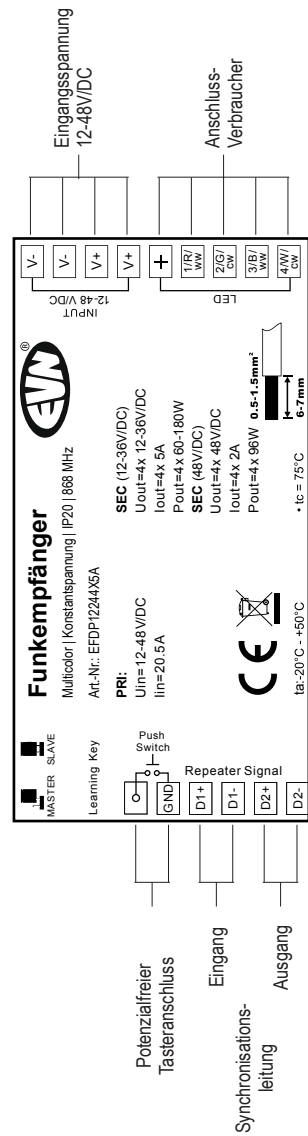 Potenzialfreier
Tasteranschluss
Eingang
Synchronisations-
leitung
Ausgang
MASTER SLAVE
Learning Key
Push
Switch
GND
Repeater Signal
D1+
D1-
D2+
D2-
Funkempfänger
Multicolor | Konstantspannung | IP20 | 868 MHz
Art.-Nr.: EFDP12244X5A
PRI:
Uin=12-48V/DC
Iin=20.5A
SEC (12-36V/DC)
Uout=4x 12-36V/DC
Iout=4x 5A
Pout=4x 60-180W
SEC (48V/DC)
Uout=4x 48V/DC
Iout=4x 2A
Pout=4x 96W
CE
ta:-20°C - +50°C
• tc = 75°C
0.5-1.5mm²
6-7mm
EVN®
INPUT
12-48 V/DC
V-
V-
V+
V+
LED
+
1/R/
WW
2/G/
CW
3/B/
WW
4/W/
CW
Eingangsspannung
12-48V/DC
Anschluss-
Verbraucher